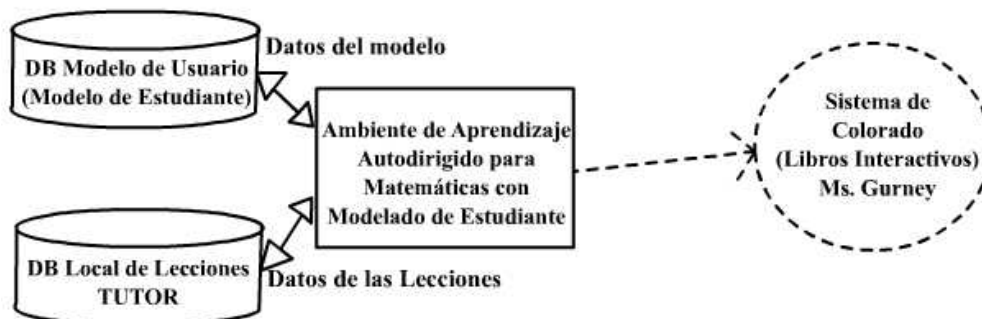 Datos del modelo
DB Modelo de Usuario
(Modelo de Estudiante)
Ambiente de Aprendizaje
Autodirigido para
Matemáticas con
Modelado de Estudiante
Sistema de
Colorado
(Libros Interactivos)
Ms. Gurney
DB Local de Lecciones
TUTOR
Datos de las Lecciones